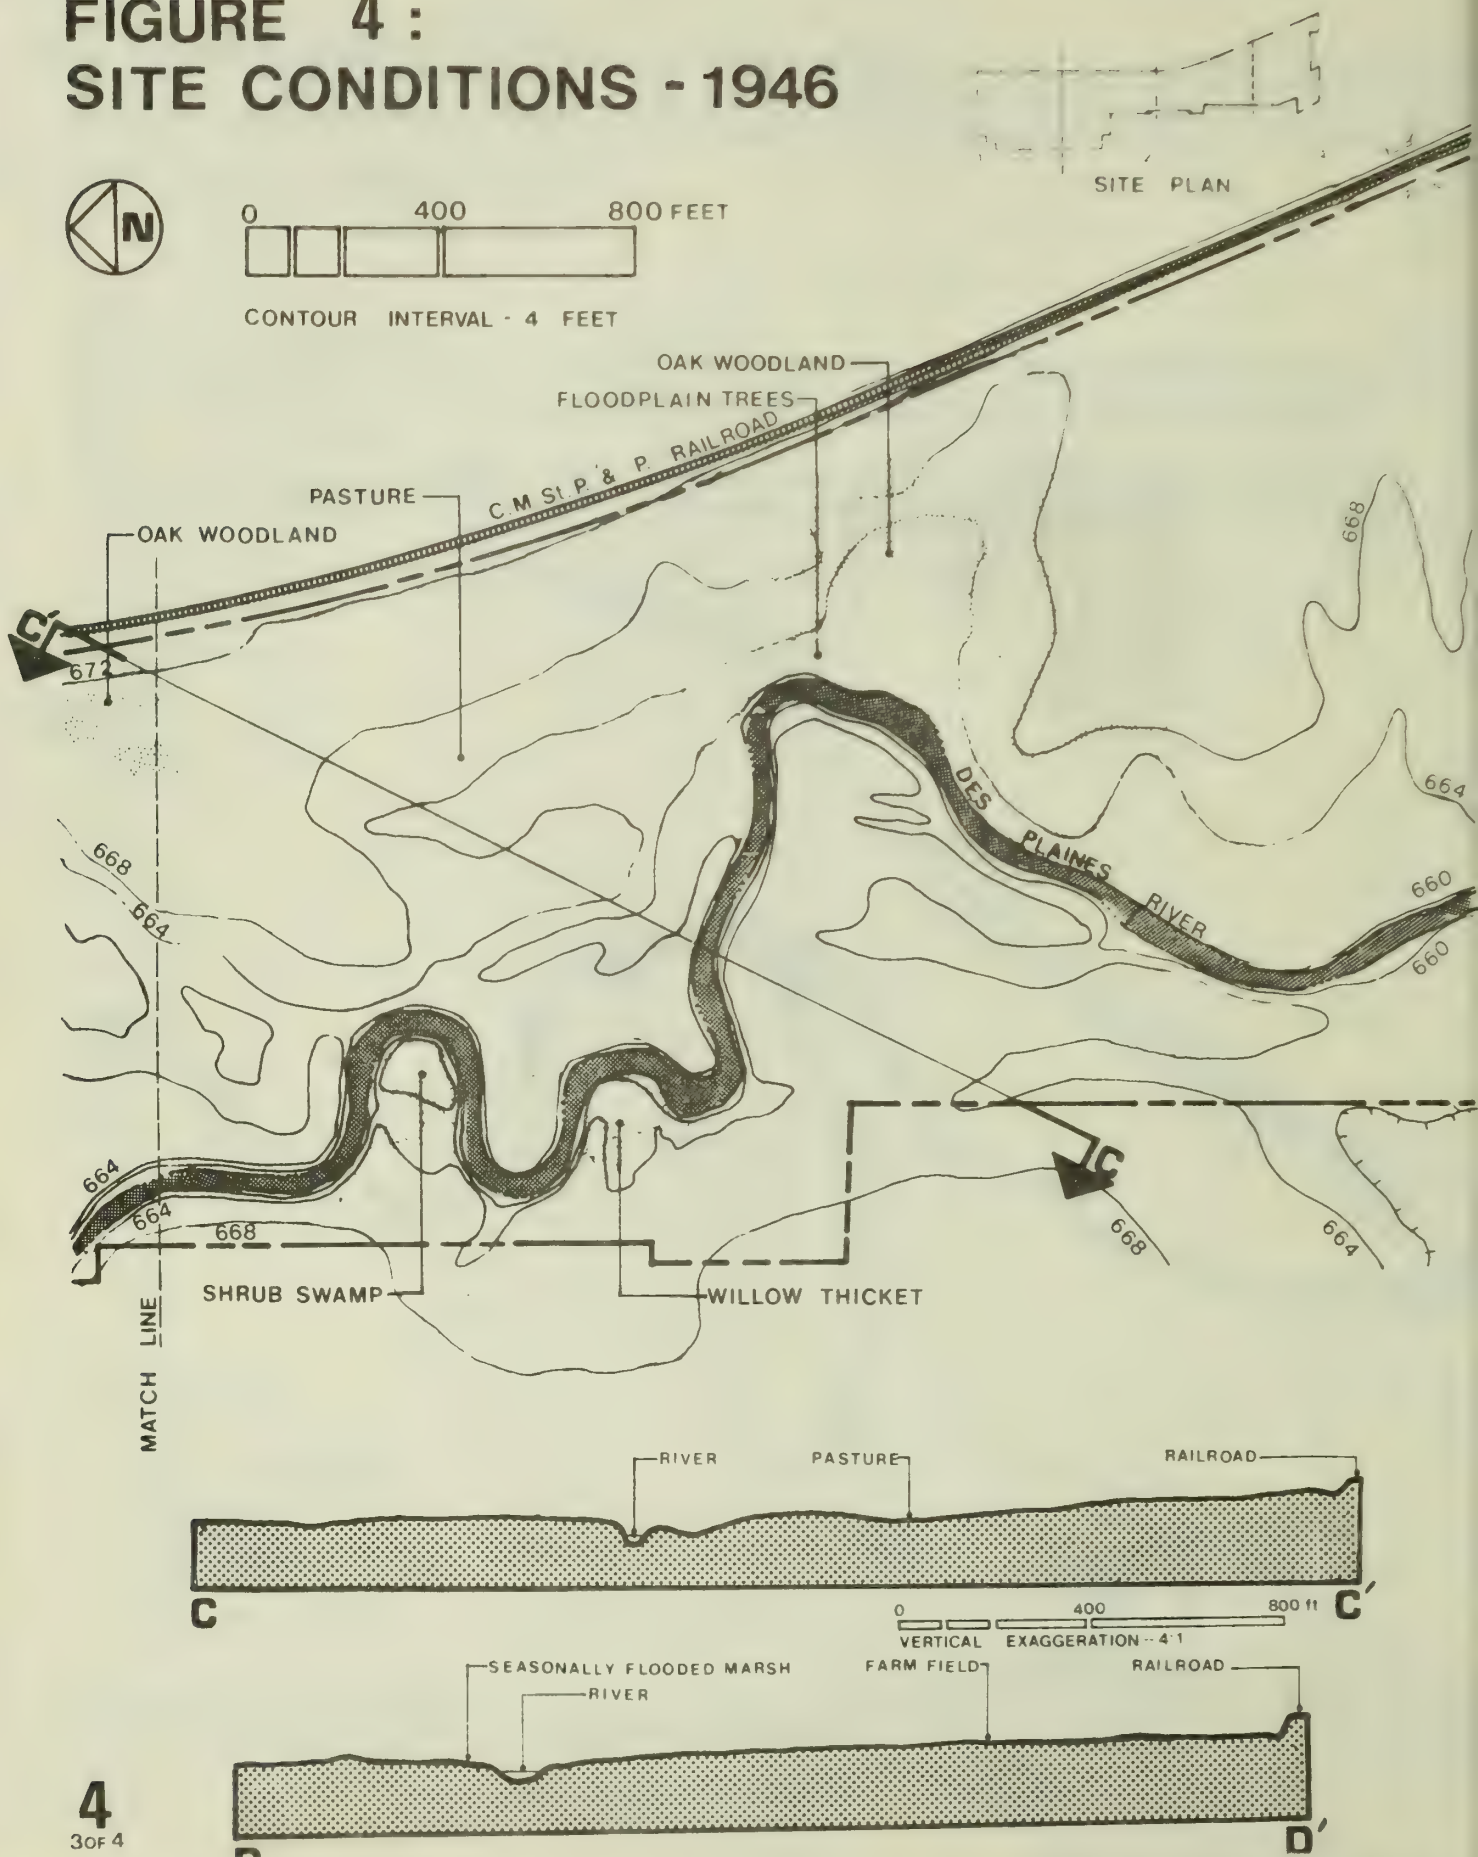 FIGURE 4 :
SITE CONDITIONS - 1946
SITE PLAN
N
0 400 800 FEET
CONTOUR INTERVAL - 4 FEET
OAK WOODLAND
FLOODPLAIN TREES
C.M St. P. & P. RAILROAD
PASTURE
OAK WOODLAND
668
C'
672
DES PLAINES RIVER
664
668
664
660
660
664
664
668
C
668
664
SHRUB SWAMP
WILLOW THICKET
MATCH LINE
RIVER
PASTURE
RAILROAD
C
C'
0 400 800 ft
VERTICAL EXAGGERATION -- 4:1
SEASONALLY FLOODED MARSH
FARM FIELD
RAILROAD
RIVER
4
3 OF 4
D'